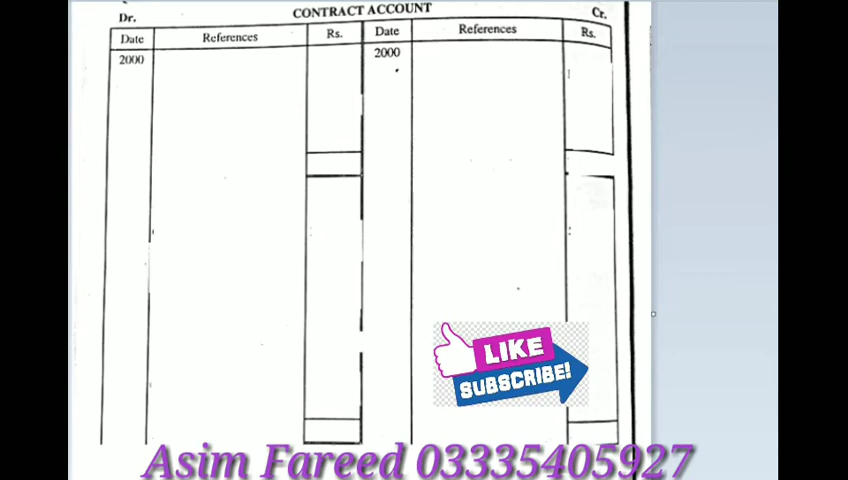 CONTRACT ACCOUNT
Dr. Cr.
Date References Rs. Date References Rs.
2000 2000
LIKE
SUBSCRIBE!
Asim Fareed 03335405927